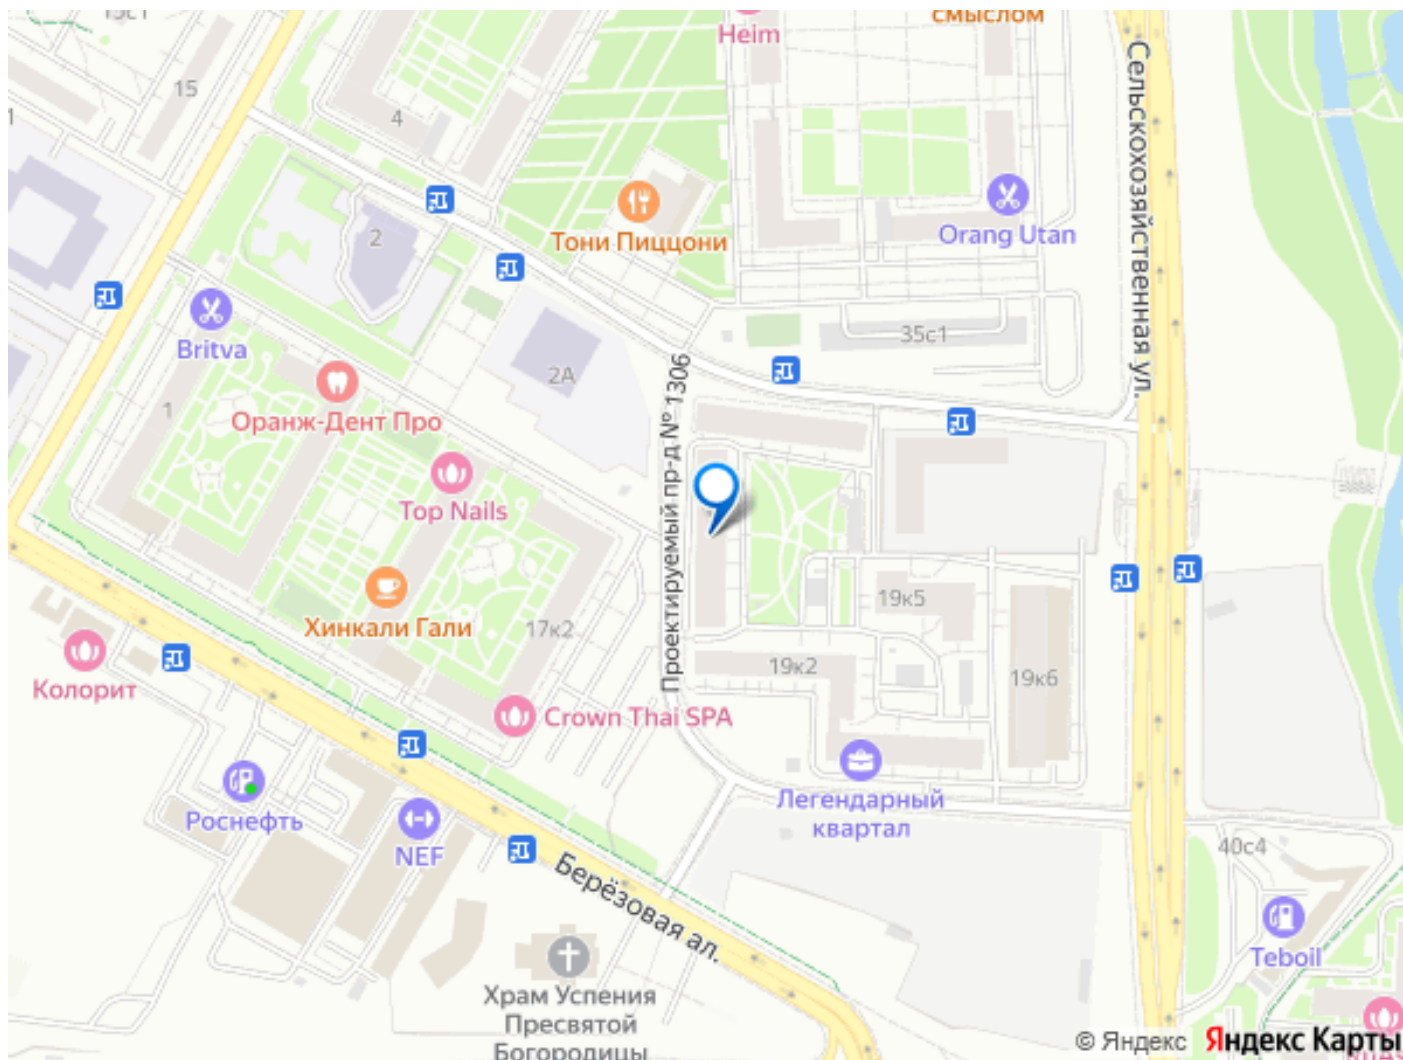 15с1
Heim
смыслом
15
1
4
Сельскохозяйственная ул.
Тони Пиццони
2
Orang Utan
Britva
35с1
2А
1
Оранж-Дент Про
Проектируемый пр-д № 1306
Top Nails
Хинкали Гали
17к2
19к5
19к2
19к6
Колорит
Crown Thai SPA
Роснефть
NEF
Легендарный
квартал
40с4
Берёзовая ал.
Teboil
Храм Успения
Пресвятой
Богородицы
© Яндекс Яндекс Карты